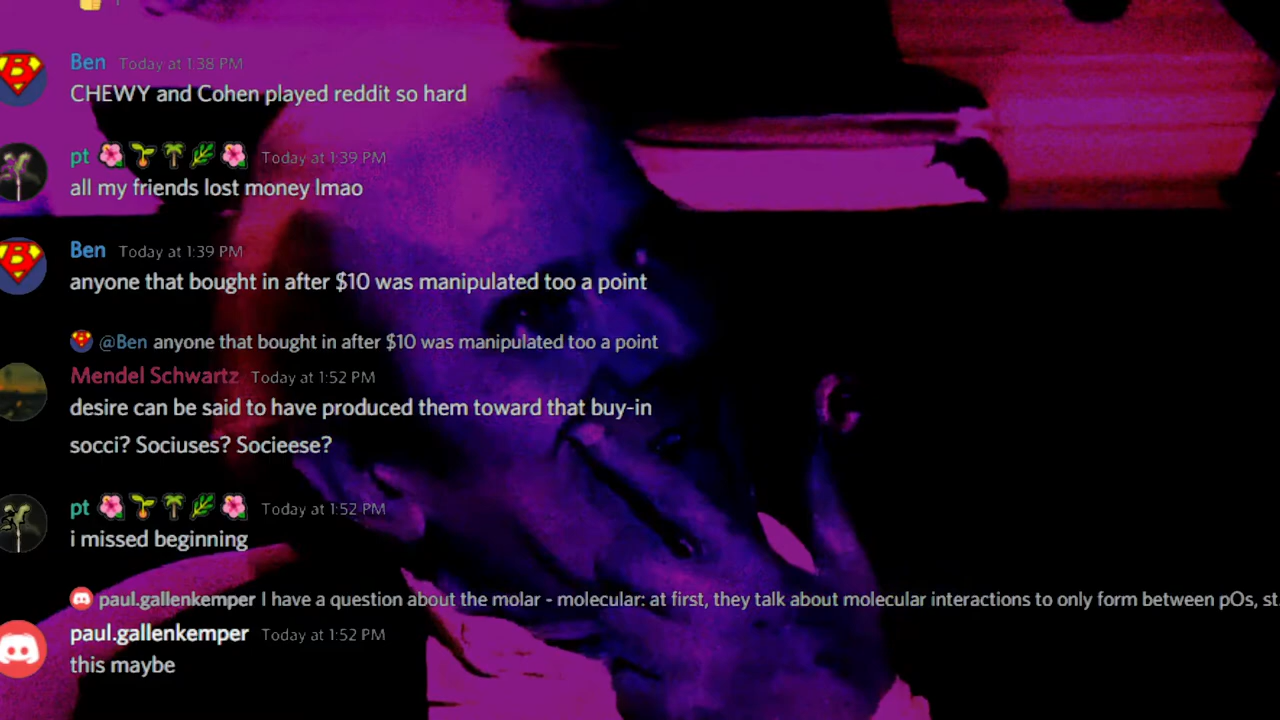 Ben Today at 1:38 PM
CHEWY and Cohen played reddit so hard
pt Today at 1:39 PM
all my friends lost money lmao
Ben Today at 1:39 PM
anyone that bought in after $10 was manipulated too a point
@Ben anyone that bought in after $10 was manipulated too a point
Mendel Schwartz Today at 1:52 PM
desire can be said to have produced them toward that buy-in
socci? Sociuses? Socieese?
pt Today at 1:52 PM
i missed beginning
paul.gallenkemper I have a question about the molar - molecular: at first, they talk about molecular interactions to only form between pOs, st
paul.gallenkemper Today at 1:52 PM
this maybe